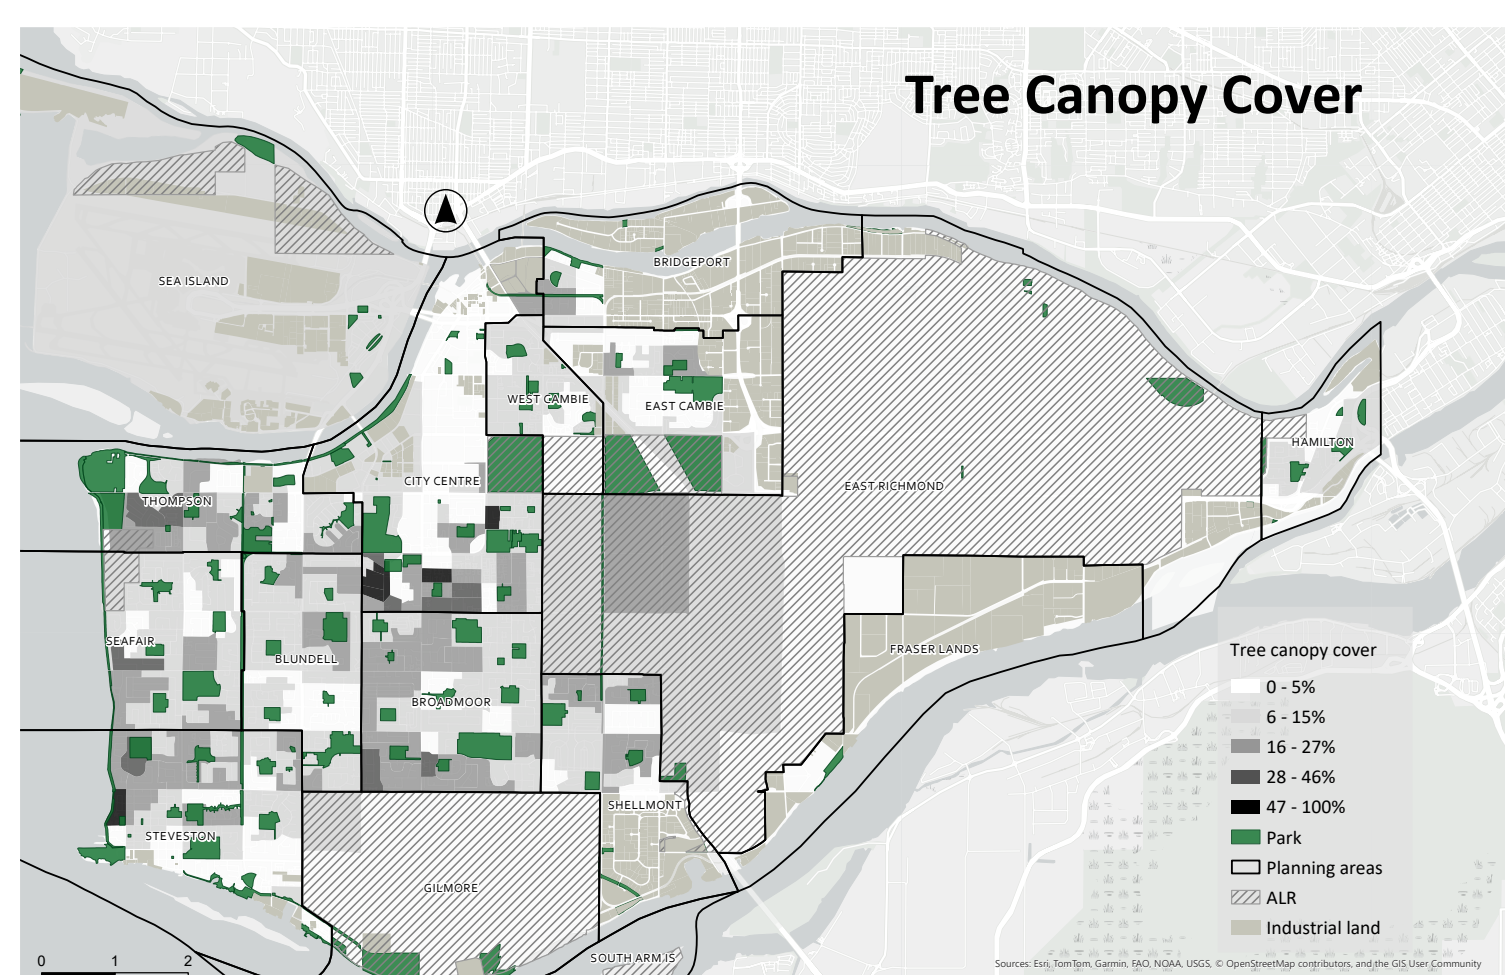 Tree Canopy Cover
BRIDGEPORT
SEA ISLAND
WEST CAMBIE
EAST CAMBIE
HAMILTON
CITY CENTRE
EAST RICHMOND
THOMPSON
SEAFAIR
BLUNDELL
FRASER LANDS
BROADMOOR
SHELLMONT
STEVESTON
GILMORE
SOUTH ARM IS
Tree canopy cover
0 - 5%
6 - 15%
16 - 27%
28 - 46%
47 - 100%
Park
Planning areas
ALR
Industrial land
0 1 2
Sources: Esri, TomTom, Garmin, FAO, NOAA, USGS, © OpenStreetMap contributors, and the GIS User Community